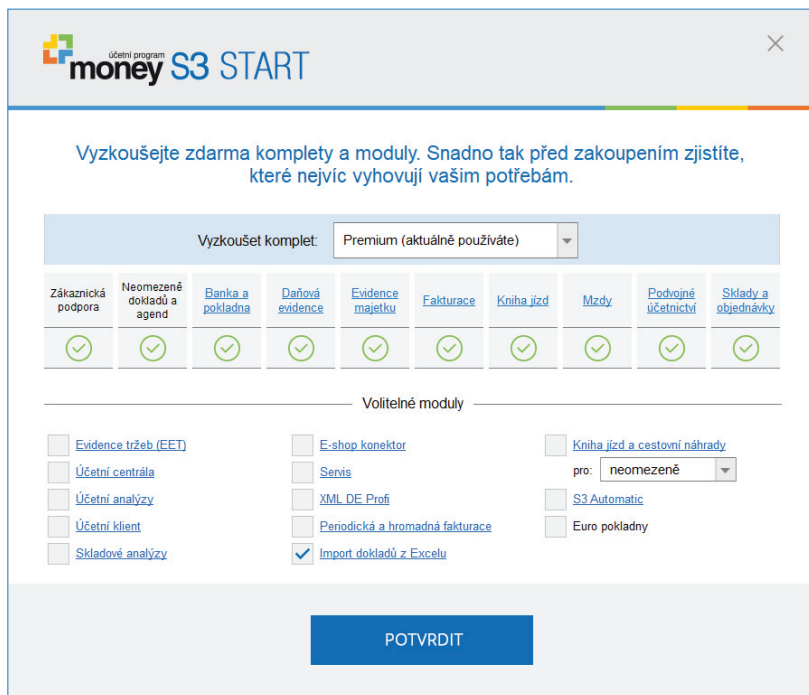 účetní program
money S3 START
Vyzkoušejte zdarma komplety a moduly. Snadno tak před zakoupením zjistíte,
které nejvíc vyhovují vašim potřebám.
Vyzkoušet komplet: Premium (aktuálně používáte)
Zákaznická podpora
Neomezeně dokladů a agend
Banka a pokladna
Daňová evidence
Evidence majetku
Fakturace
Kniha jízd
Mzdy
Podvojné účetnictví
Sklady a objednávky
Volitelné moduly
Evidence tržeb (EET)
Účetní centrála
Účetní analýzy
Účetní klient
Skladové analýzy
E-shop konektor
Servis
XML DE Profi
Periodická a hromadná fakturace
Import dokladů z Excelu
Kniha jízd a cestovní náhrady
pro: neomezeně
S3 Automatic
Euro pokladny
POTVRDIT